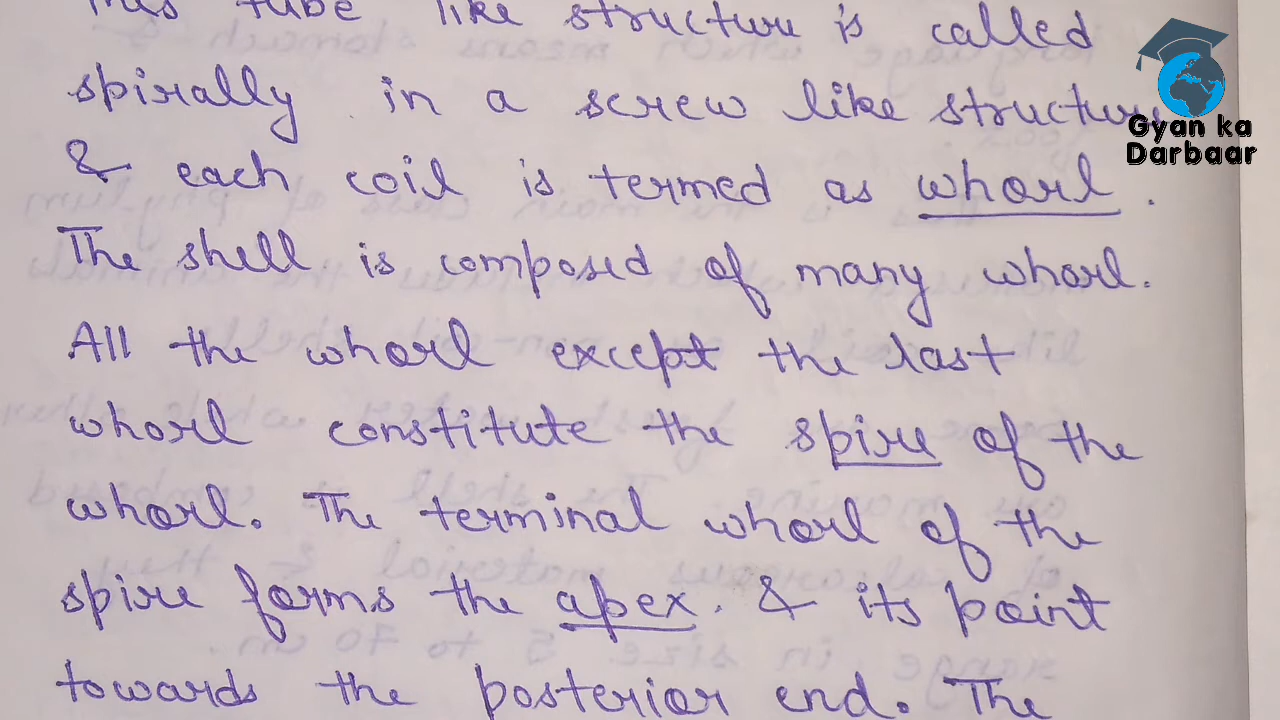 This tube like structure is called
spirally in a screw like structure
& each coil is termed as whorl.
The shell is composed of many whorl.
All the whorl except the last
whorl constitute the spire of the
whorl. The terminal whorl of the
spire forms the apex. & its point
towards the posterior end. The
Gyan ka
Darbaar